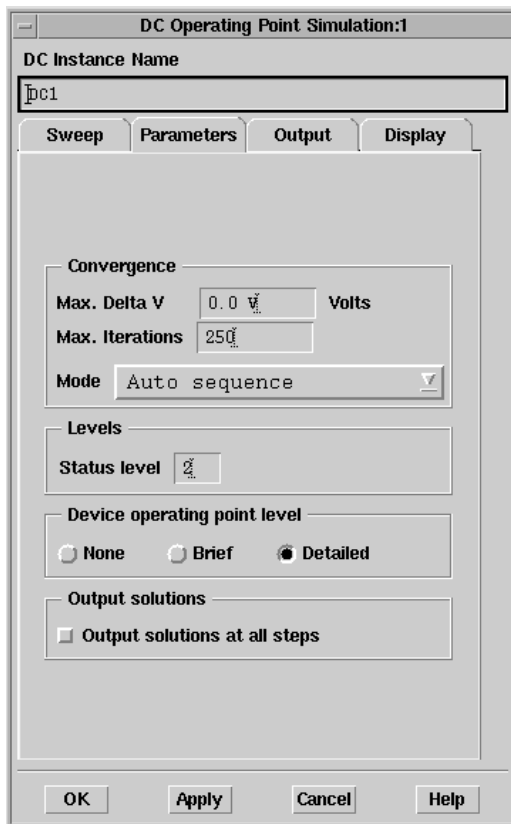 DC Operating Point Simulation:1
DC Instance Name
DC1
Sweep Parameters Output Display
Convergence
Max. Delta V 0.0 V Volts
Max. Iterations 250
Mode Auto sequence
Levels
Status level 2
Device operating point level
None Brief Detailed
Output solutions
Output solutions at all steps
OK Apply Cancel Help